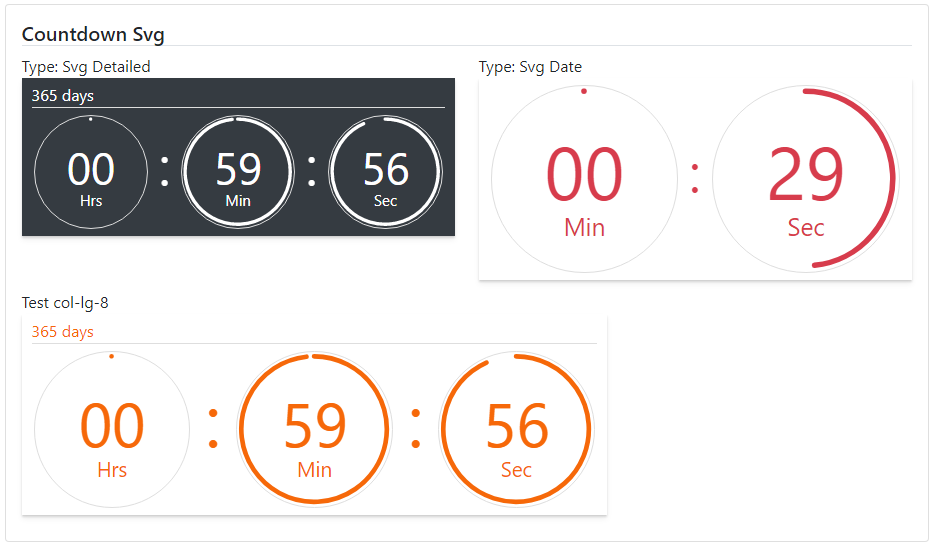 Countdown Svg
Type: Svg Detailed
365 days
00 : 59 : 56
Hrs Min Sec
Type: Svg Date
00 : 29
Min Sec
Test col-lg-8
365 days
00 : 59 : 56
Hrs Min Sec